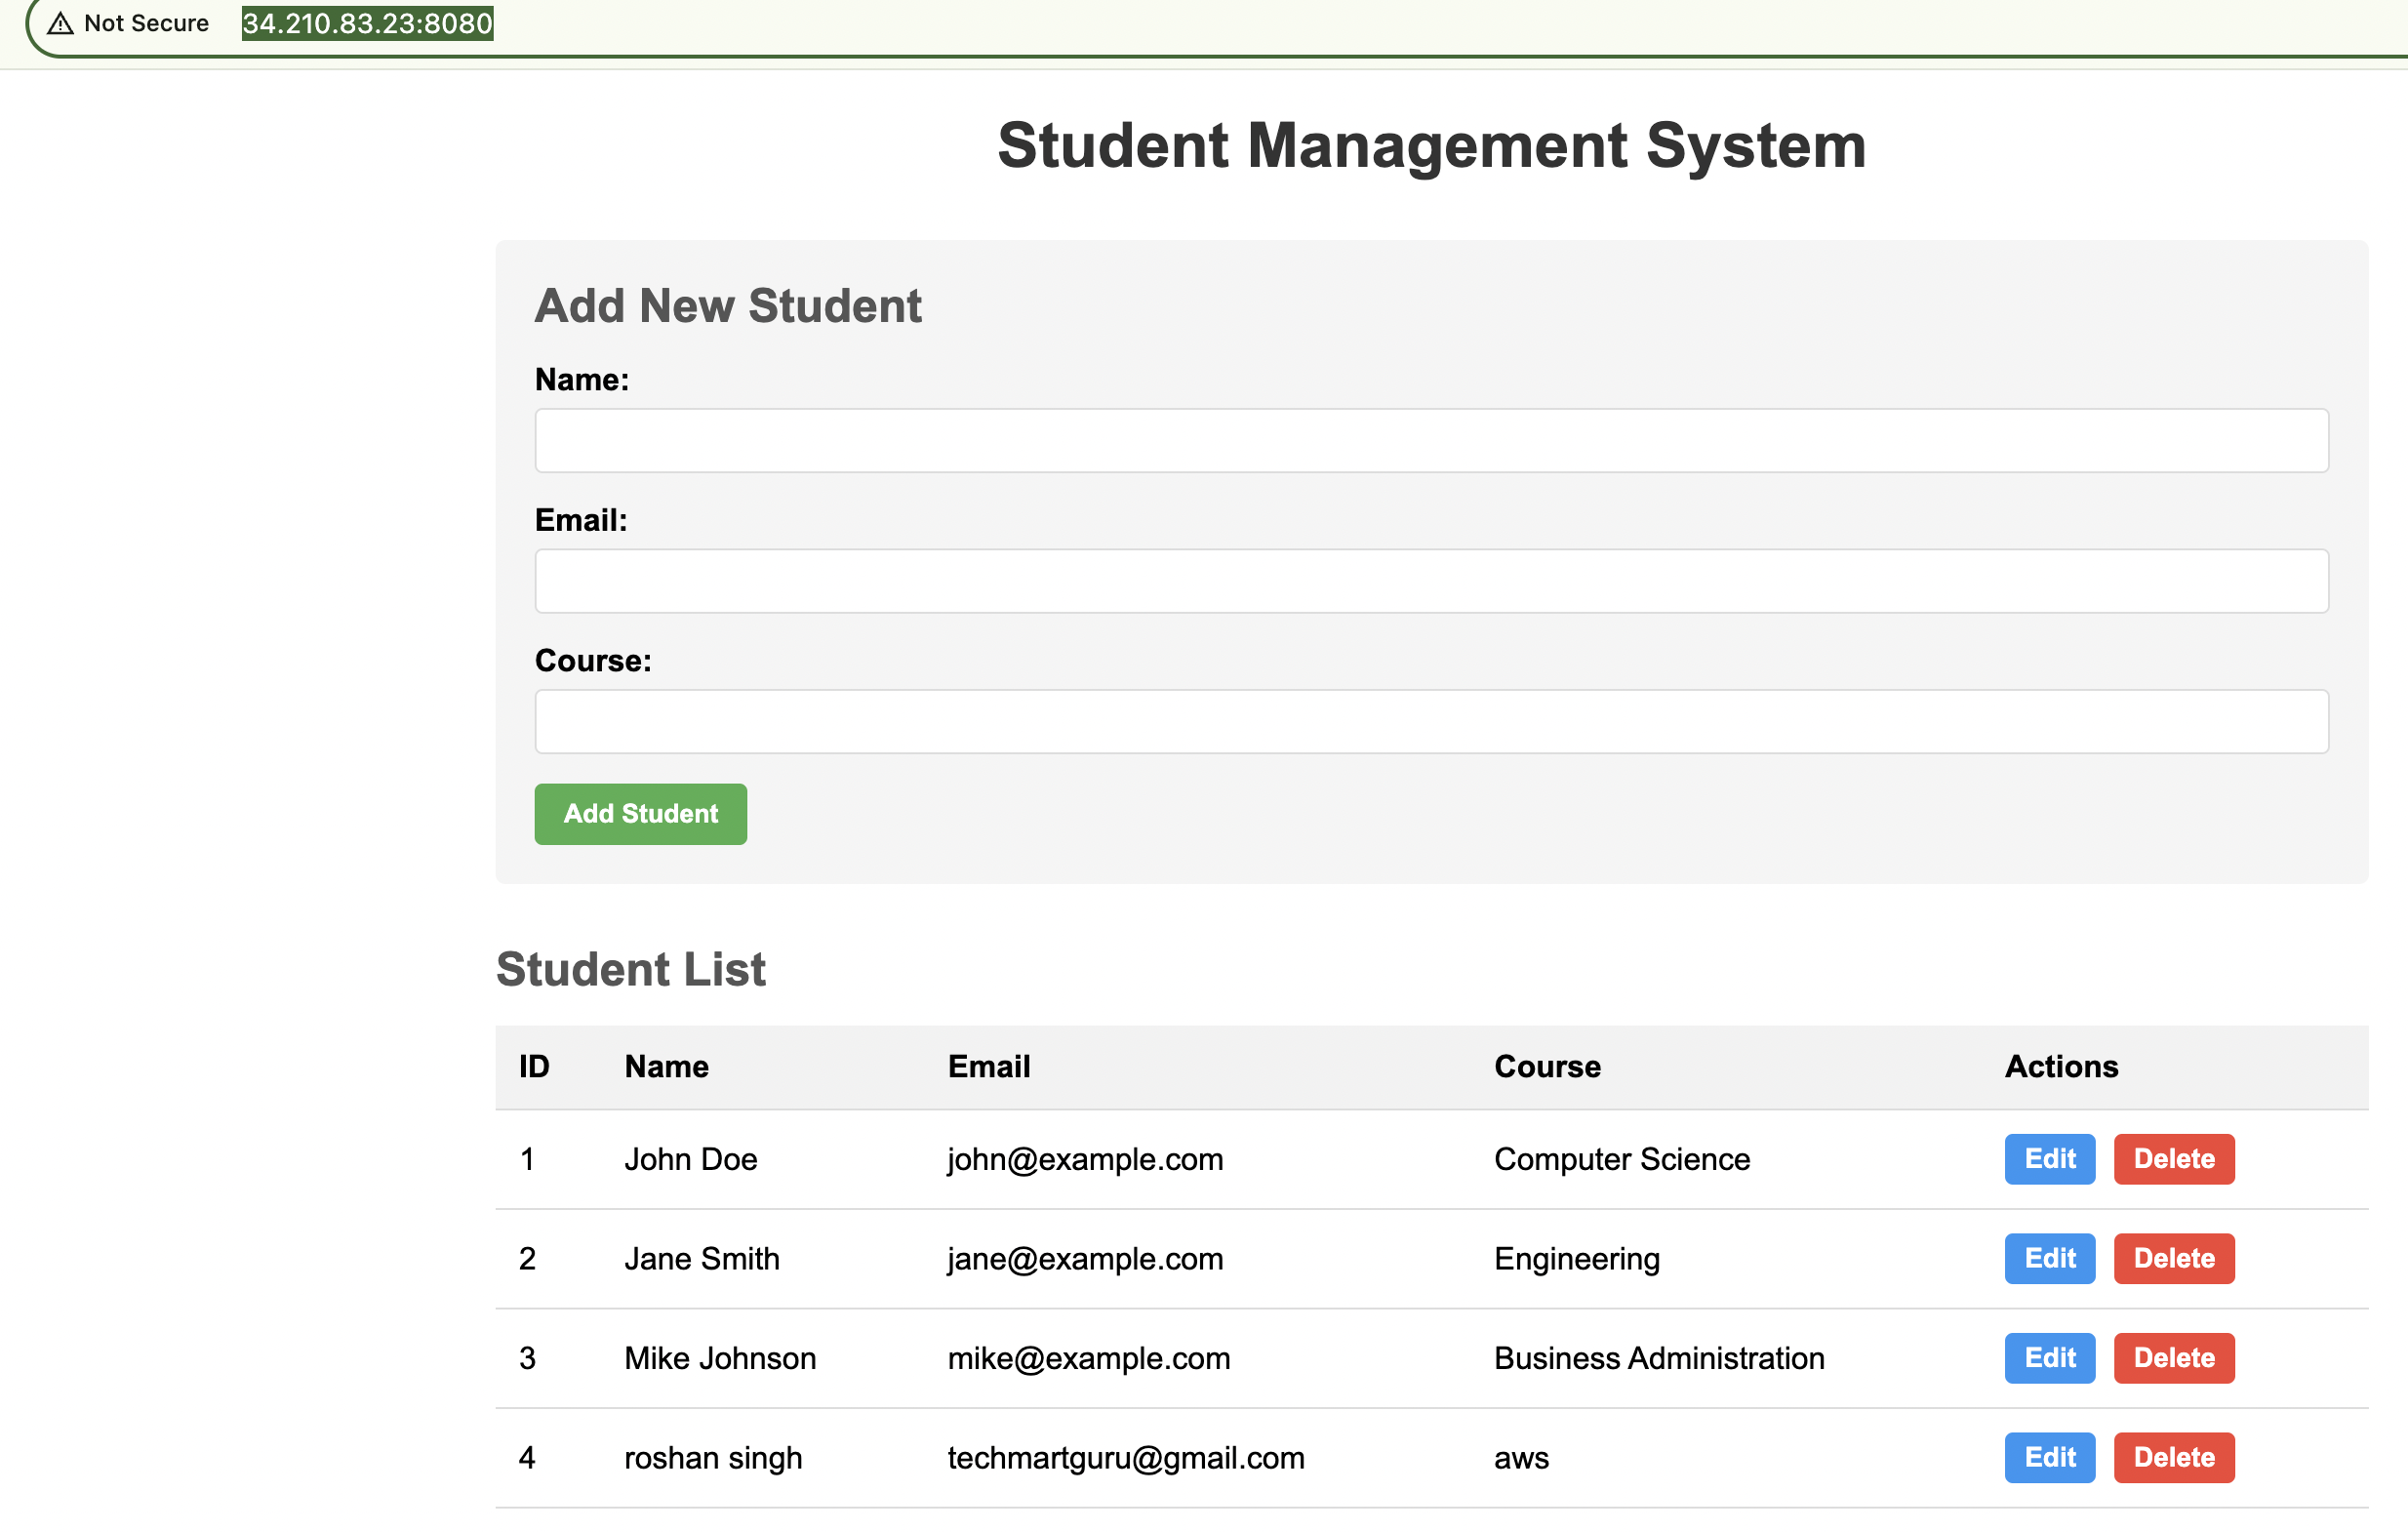 Not Secure 34.210.83.23:8080
Student Management System
Add New Student
Name:
Email:
Course:
Add Student
Student List
ID Name Email Course Actions
1 John Doe john@example.com Computer Science Edit Delete
2 Jane Smith jane@example.com Engineering Edit Delete
3 Mike Johnson mike@example.com Business Administration Edit Delete
4 roshan singh techmartguru@gmail.com aws Edit Delete